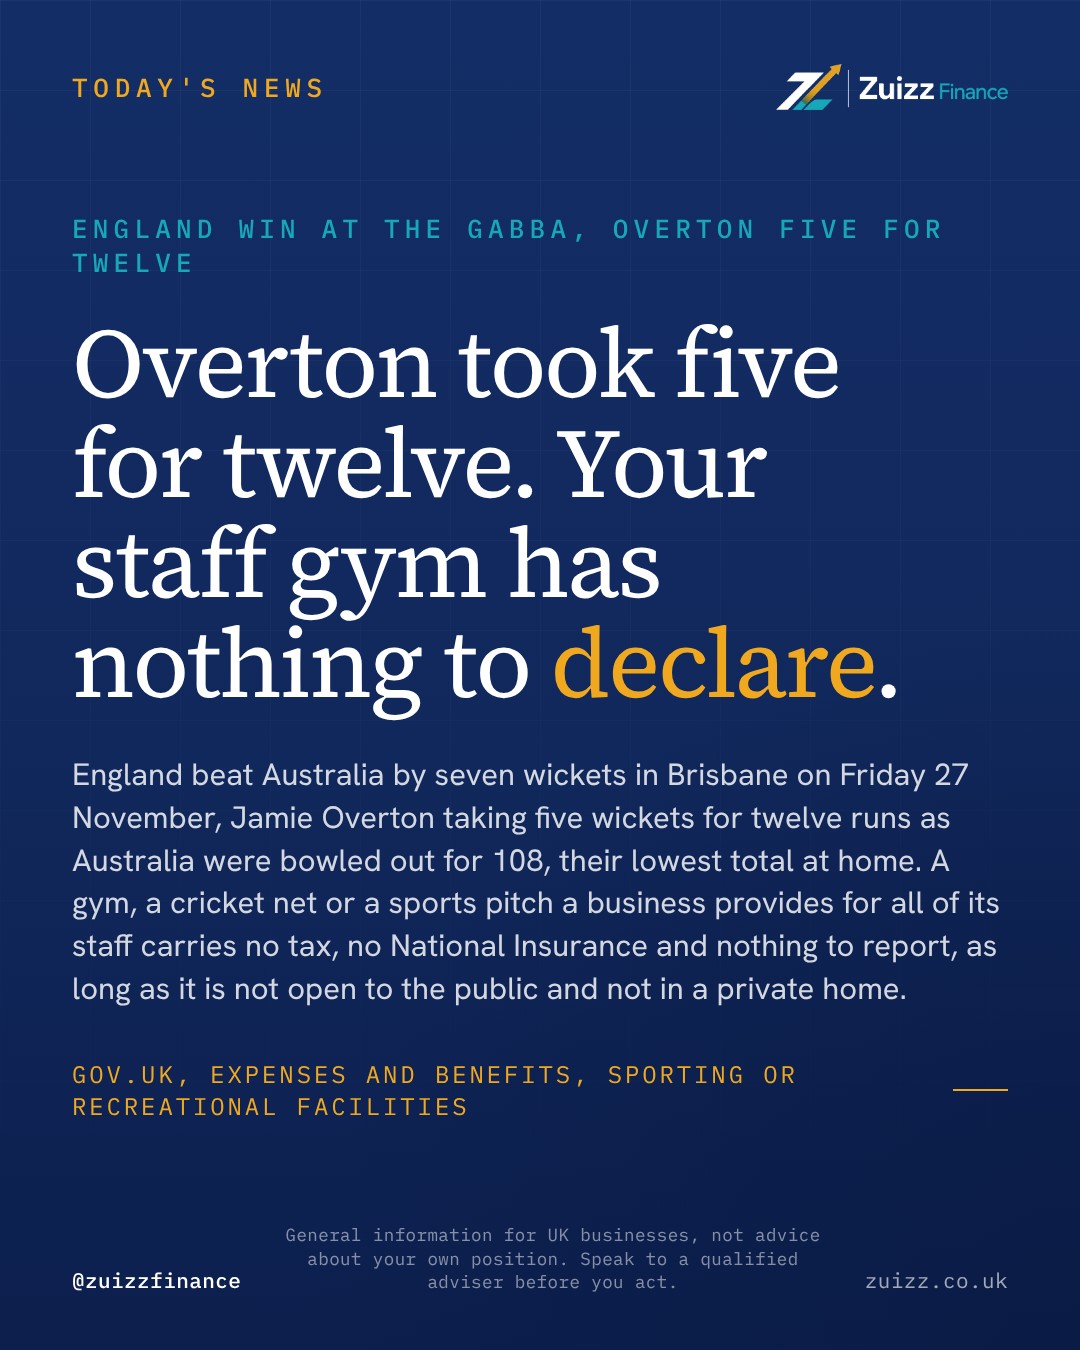 TODAY'S NEWS
Zuizz Finance
ENGLAND WIN AT THE GABBA, OVERTON FIVE FOR
TWELVE
Overton took five
for twelve. Your
staff gym has
nothing to declare.
England beat Australia by seven wickets in Brisbane on Friday 27
November, Jamie Overton taking five wickets for twelve runs as
Australia were bowled out for 108, their lowest total at home. A
gym, a cricket net or a sports pitch a business provides for all of its
staff carries no tax, no National Insurance and nothing to report, as
long as it is not open to the public and not in a private home.
GOV.UK, EXPENSES AND BENEFITS, SPORTING OR
RECREATIONAL FACILITIES
General information for UK businesses, not advice
about your own position. Speak to a qualified
adviser before you act.
@zuizzfinance
zuizz.co.uk